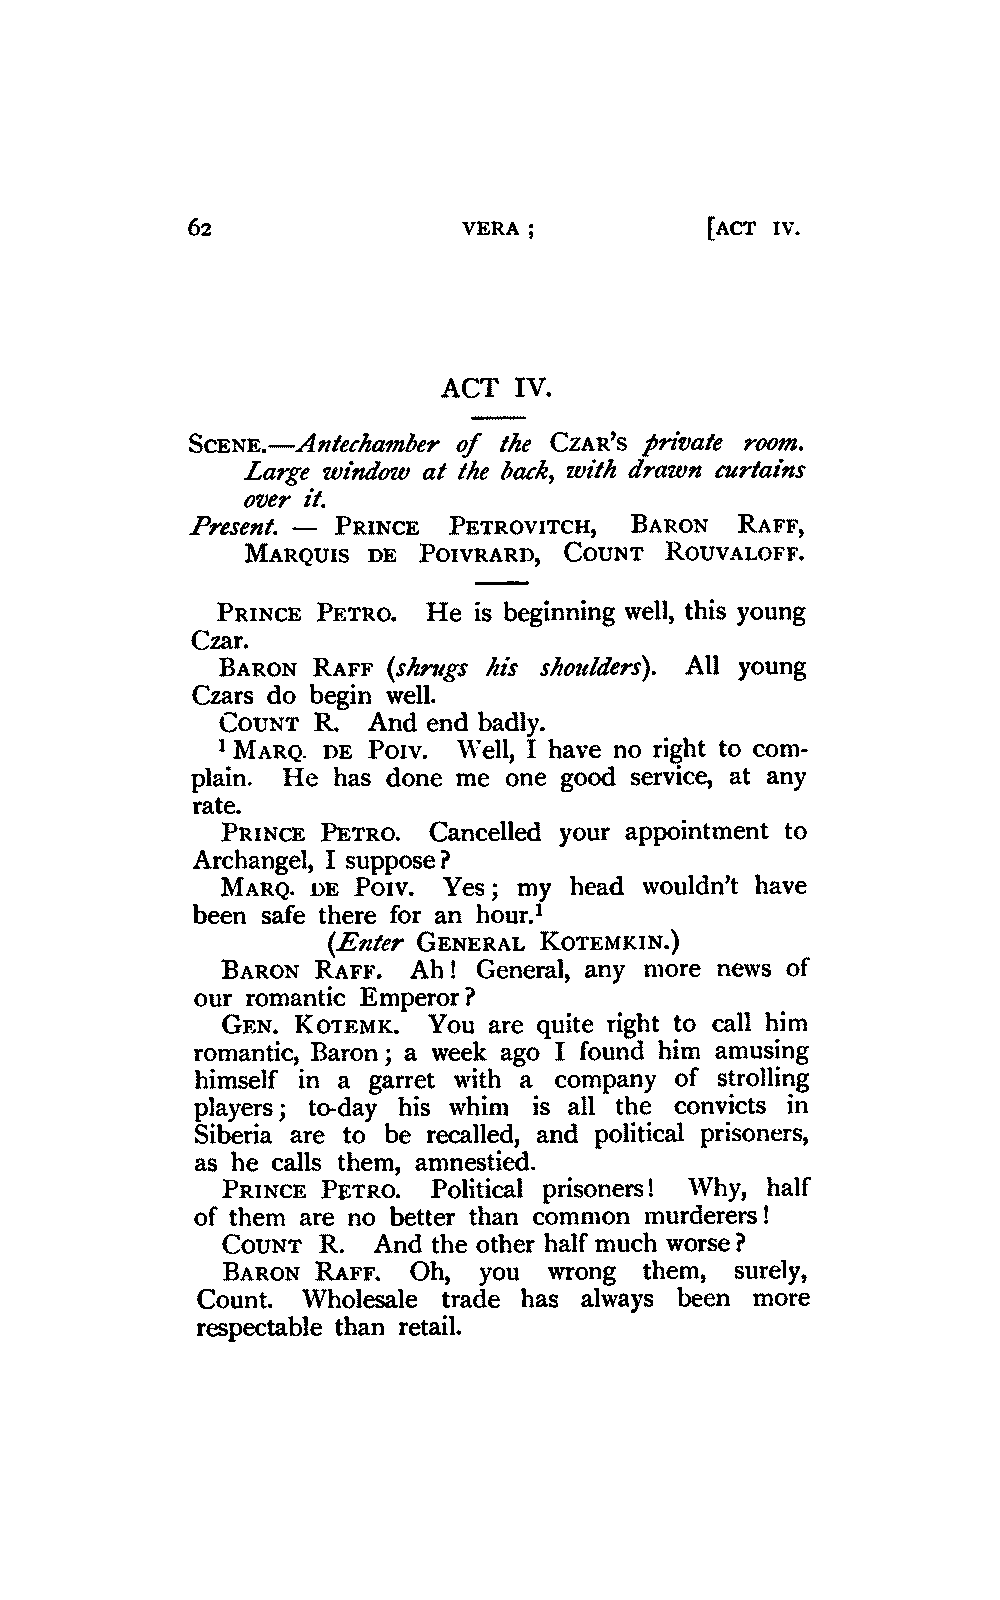 62 VERA ; [ACT IV.
ACT IV.
SCENE.—Antechamber of the CZAR'S private room.
Large window at the back, with drawn curtains
over it.
Present. — PRINCE PETROVITCH, BARON RAFF,
MARQUIS DE POIVRARD, COUNT ROUVALOFF.
PRINCE PETRO. He is beginning well, this young
Czar.
BARON RAFF (shrugs his shoulders). All young
Czars do begin well.
COUNT R. And end badly.
¹ MARQ. DE POIV. Well, I have no right to com-
plain. He has done me one good service, at any
rate.
PRINCE PETRO. Cancelled your appointment to
Archangel, I suppose?
MARQ. DE POIV. Yes; my head wouldn't have
been safe there for an hour.¹
(Enter GENERAL KOTEMKIN.)
BARON RAFF. Ah! General, any more news of
our romantic Emperor?
GEN. KOTEMK. You are quite right to call him
romantic, Baron; a week ago I found him amusing
himself in a garret with a company of strolling
players; to-day his whim is all the convicts in
Siberia are to be recalled, and political prisoners,
as he calls them, amnestied.
PRINCE PETRO. Political prisoners! Why, half
of them are no better than common murderers!
COUNT R. And the other half much worse?
BARON RAFF. Oh, you wrong them, surely,
Count. Wholesale trade has always been more
respectable than retail.